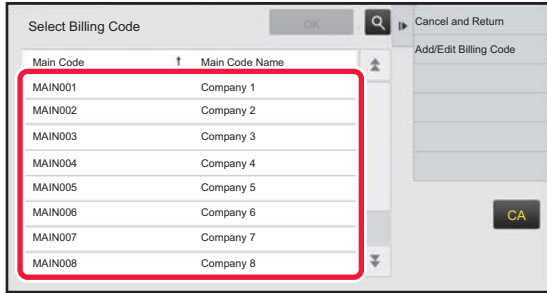 Select Billing Code
OK
Cancel and Return
Add/Edit Billing Code
Main Code ↑ Main Code Name
MAIN001 Company 1
MAIN002 Company 2
MAIN003 Company 3
MAIN004 Company 4
MAIN005 Company 5
MAIN006 Company 6
MAIN007 Company 7
MAIN008 Company 8
CA